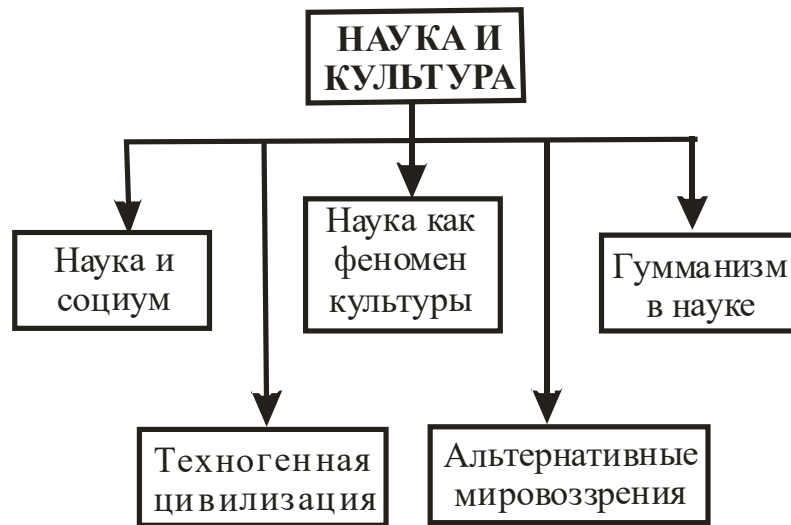 НАУКА И
КУЛЬТУРА
Наука и
социум
Наука как
феномен
культуры
Гумманизм
в науке
Техногенная
цивилизация
Альтернативные
мировоззрения